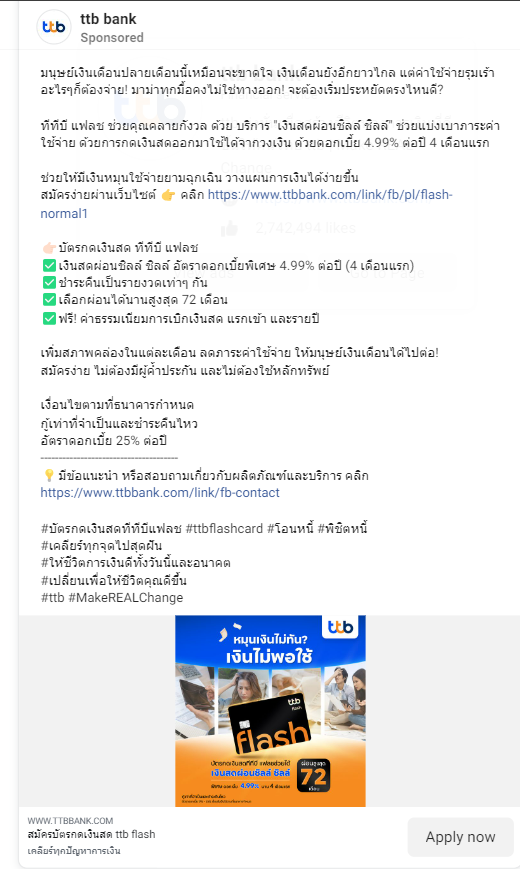 ttb
ttb bank
Sponsored
มนุษย์เงินเดือนปลายเดือนนี้เหมือนจะขาดใจ เงินเดือนยังอีกยาวไกล แต่ค่าใช้จ่ายรุมเร้า
อะไรๆก็ต้องจ่าย! มาม่าทุกมื้อคงไม่ใช่ทางออก! จะต้องเริ่มประหยัดตรงไหนดี?
ทีทีบี แฟลช ช่วยคุณคลายกังวล ด้วย บริการ "เงินสดผ่อนชิลล์ ชิลล์" ช่วยแบ่งเบาภาระค่า
ใช้จ่าย ด้วยการกดเงินสดออกมาใช้ได้จากวงเงิน ด้วยดอกเบี้ย 4.99% ต่อปี 4 เดือนแรก
ช่วยให้มีเงินหมุนใช้จ่ายยามฉุกเฉิน วางแผนการเงินได้ง่ายขึ้น
สมัครง่ายผ่านเว็บไซต์ 👉 คลิก https://www.ttbbank.com/link/fb/pl/flash-
normal1
2,742,494 likes
👉🏻บัตรกดเงินสด ทีทีบี แฟลช
✅เงินสดผ่อนชิลล์ ชิลล์ อัตราดอกเบี้ยพิเศษ 4.99% ต่อปี (4 เดือนแรก)
✅ชำระคืนเป็นรายงวดเท่าๆ กัน
✅เลือกผ่อนได้นานสูงสุด 72 เดือน
✅ฟรี! ค่าธรรมเนียมการเบิกเงินสด แรกเข้า และรายปี
เพิ่มสภาพคล่องในแต่ละเดือน ลดภาระค่าใช้จ่าย ให้มนุษย์เงินเดือนได้ไปต่อ!
สมัครง่าย ไม่ต้องมีผู้ค้ำประกัน และไม่ต้องใช้หลักทรัพย์
เงื่อนไขตามที่ธนาคารกำหนด
กู้เท่าที่จำเป็นและชำระคืนไหว
อัตราดอกเบี้ย 25% ต่อปี
-------------------------------------
💡มีข้อแนะนำ หรือสอบถามเกี่ยวกับผลิตภัณฑ์และบริการ คลิก
https://www.ttbbank.com/link/fb-contact
#บัตรกดเงินสดทีทีบีแฟลช #ttbflashcard #โอนหนี้ #พิชิตหนี้
#เคลียร์ทุกจุดไปสุดฝัน
#ให้ชีวิตการเงินดีทั้งวันนี้และอนาคต
#เปลี่ยนเพื่อให้ชีวิตคุณดีขึ้น
#ttb #MakeREALChange
ttb
หมุนเงินไม่ทัน?
เงินไม่พอใช้
ttb
flash
flash
บัตรกดเงินสดทีทีบี แฟลชช่วยได้
เงินสดผ่อนชิลล์ ชิลล์
ผ่อนสูงสุด
72
เดือน
WWW.TTBBANK.COM
สมัครบัตรกดเงินสด ttb flash
เคลียร์ทุกปัญหาการเงิน
Apply now